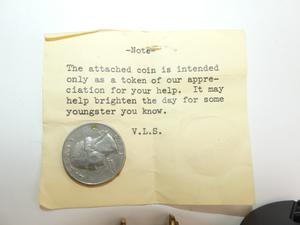 -Note-
The attached coin is intended
only as a token of our appre-
ciation for your help. It may
help brighten the day for some
youngster you know.
V.L.S.